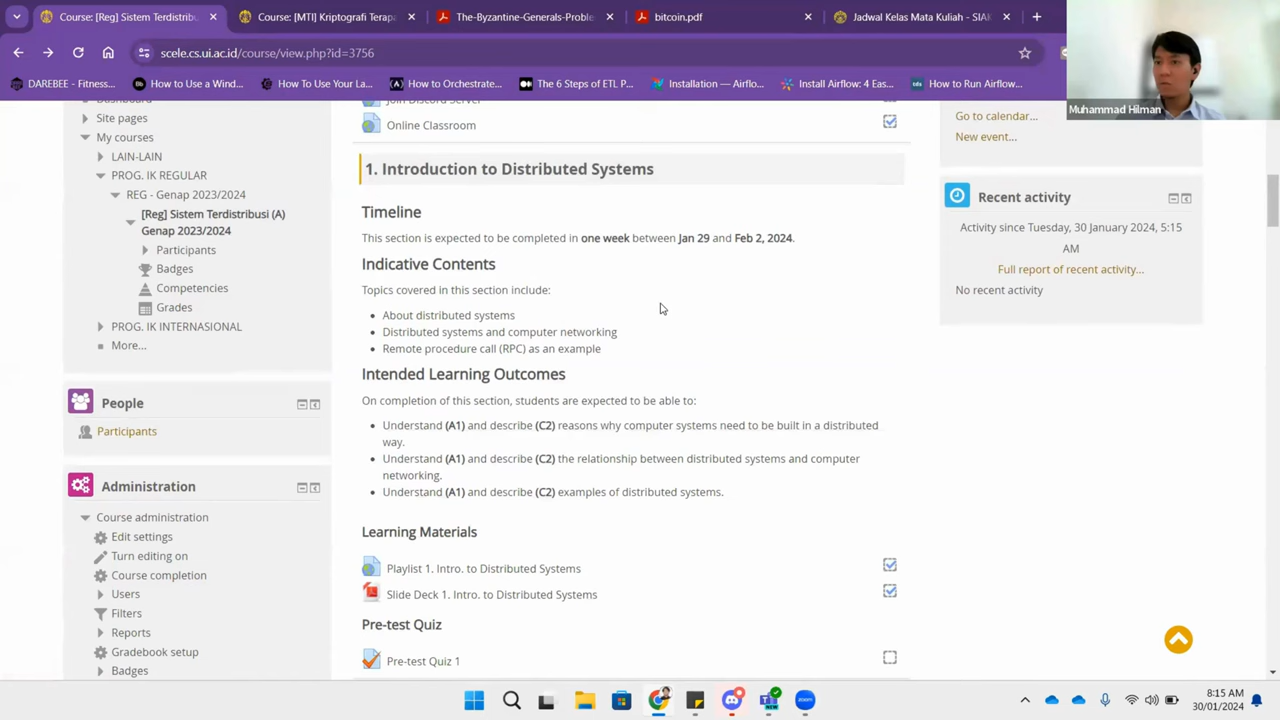 Course: [Reg] Sistem Terdistribu
Course: [MTI] Kriptografi Terapa
The-Byzantine-Generals-Proble
bitcoin.pdf
Jadwal Kelas Mata Kuliah - SIAK
scele.cs.ui.ac.id/course/view.php?id=3756
DAREBEE - Fitness...
How to Use a Wind...
How To Use Your La...
How to Orchestrate...
The 6 Steps of ETL P...
Installation — Airflo...
Install Airflow: 4 Eas...
How to Run Airflow...
Muhammad Hilman
Dashboard
Site pages
My courses
LAIN-LAIN
PROG. IK REGULAR
REG - Genap 2023/2024
[Reg] Sistem Terdistribusi (A)
Genap 2023/2024
Participants
Badges
Competencies
Grades
PROG. IK INTERNASIONAL
More...
People
Participants
Administration
Course administration
Edit settings
Turn editing on
Course completion
Users
Filters
Reports
Gradebook setup
Badges
Join Discord Server
Online Classroom
1. Introduction to Distributed Systems
Timeline
This section is expected to be completed in one week between Jan 29 and Feb 2, 2024.
Indicative Contents
Topics covered in this section include:
• About distributed systems
• Distributed systems and computer networking
• Remote procedure call (RPC) as an example
Intended Learning Outcomes
On completion of this section, students are expected to be able to:
• Understand (A1) and describe (C2) reasons why computer systems need to be built in a distributed
way.
• Understand (A1) and describe (C2) the relationship between distributed systems and computer
networking.
• Understand (A1) and describe (C2) examples of distributed systems.
Learning Materials
Playlist 1. Intro. to Distributed Systems
Slide Deck 1. Intro. to Distributed Systems
Pre-test Quiz
Pre-test Quiz 1
Go to calendar...
New event...
Recent activity
Activity since Tuesday, 30 January 2024, 5:15
AM
Full report of recent activity...
No recent activity
NEW
zoom
8:15 AM
30/01/2024